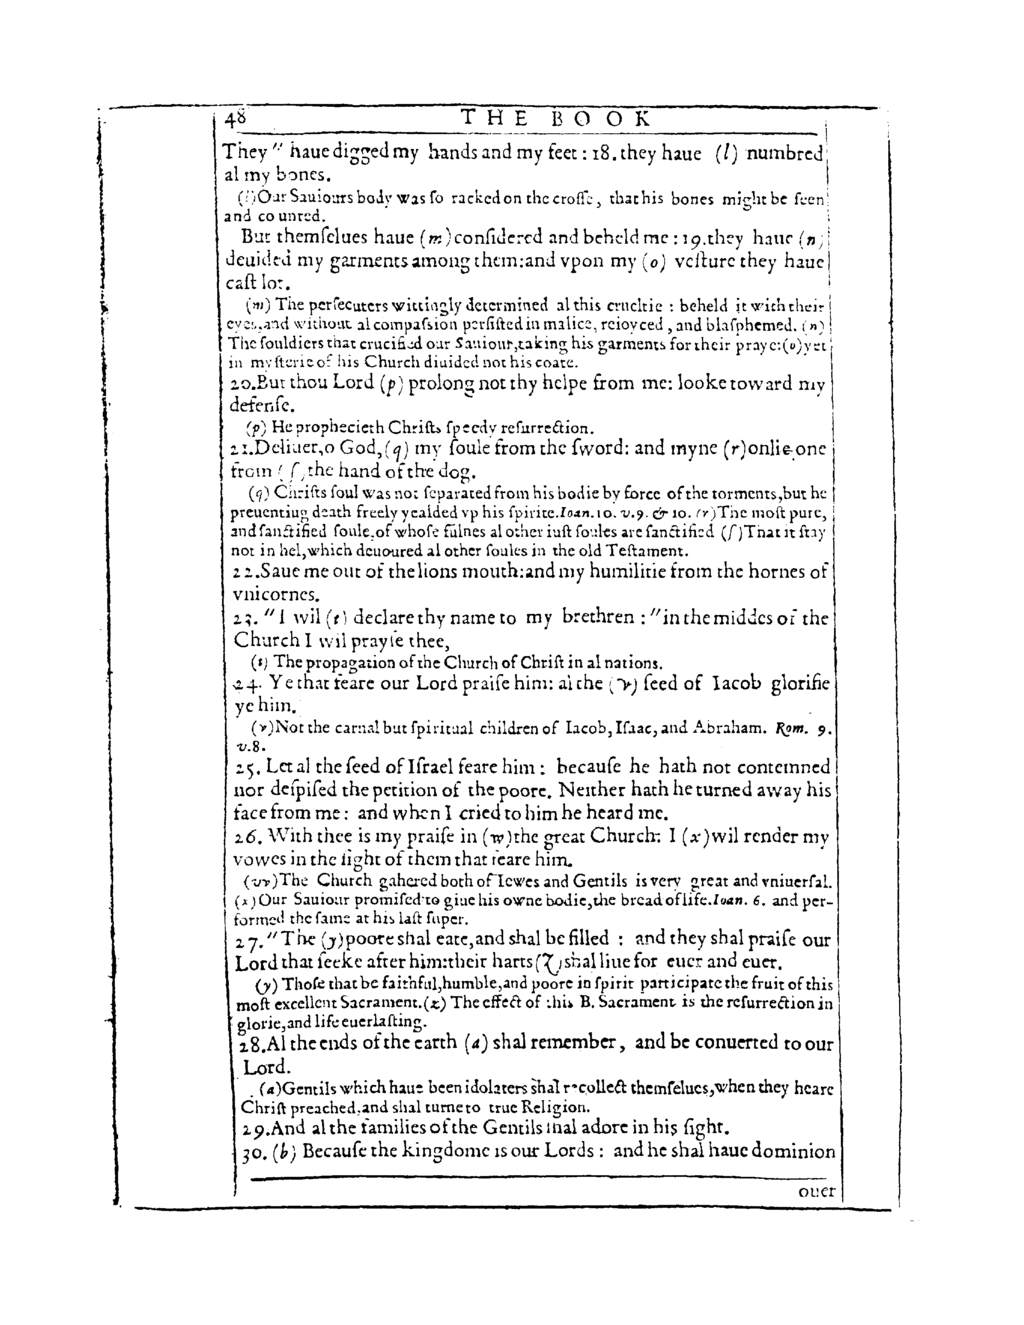 48 THE BOOK
They " haue digged my hands and my feet : 18. they haue (l) numbred
al my bones.
(l)Our Sauiours body was ſo racked on the croſſe, that his bones might be ſeen
and counted.
But themſelues haue (m)conſidered and beheld me : 19.they haue (n)
deuided my garments among them:and vpon my (o) veſture they haue
caſt lot.
(m) The perſecuters wittingly determined al this crueltie : beheld it with their
eyes,and without al compaſsion perſiſted in malice, reioyced , and blaſphemed. (n)
The ſouldiers that crucified our Sauiour,taking his garments for their praye:(o)yet
in myſterie of his Church diuided not his coate.
20.But thou Lord (p) prolong not thy helpe from me: looke toward my
defenſe.
(p) He prophecieth Chriſts ſpeedy reſurrection.
21.Deliuer,o God,(q) my ſoule from the ſword: and myne (r)onlie one
from (ſ)the hand of the dog.
(q) Chriſts ſoul was not ſeparated from his bodie by force of the torments,but he
preuenting death freely yealded vp his ſpirite.Ioan. 10. v.9. & 10. (r)The moſt pure,
and ſanctified ſoule,of whoſe fulnes al other iuſt ſoules are ſanctified (ſ)That it ſtay
not in hel,which deuoured al other ſoules in the old Teſtament.
22.Saue me out of the lions mouth:and my humilitie from the hornes of
vnicornes.
23. "I wil (t) declare thy name to my brethren : "in the middes of the
Church I wil prayſe thee,
(t) The propagation of the Church of Chriſt in al nations.
24. Ye that feare our Lord praiſe him: al the (v) ſeed of Iacob glorifie
ye him.
(v)Not the carnal but ſpiritual children of Iacob, Iſaac, and Abraham. Rom. 9.
v.8.
25. Let al the ſeed of Iſrael feare him : becauſe he hath not contemned
nor deſpiſed the petition of the poore. Neither hath he turned away his
face from me : and when I cried to him he heard me.
26. With thee is my praiſe in (w)the great Church: I (x)wil render my
vowes in the ſight of them that feare him.
(w)The Church gahered both of Iewes and Gentils is very great and vniuerſal.
(x)Our Sauiour promiſed to giue his owne bodie,the bread of life.Ioan. 6. and per-
formed the ſame at his laſt ſuper.
27."The (y)poore shal eate,and shal be filled : and they shal praiſe our
Lord that ſeeke after him:their harts(z)shal liue for euer and euer.
(y) Thoſe that be faithful,humble,and poore in ſpirit participate the fruit of this
moſt excellent Sacrament.(z) The effect of this B. Sacrament is the reſurrection in
glorie,and life euerlaſting.
28.Al the ends of the earth (a) shal remember , and be conuerted to our
Lord.
(a)Gentils which haue been idolaters shal recollect themſelues,when they heare
Chriſt preached,and shal turne to true Religion.
29.And al the families of the Gentils shal adore in his ſight.
30. (b) Becauſe the kingdome is our Lords : and he shal haue dominion
ouer